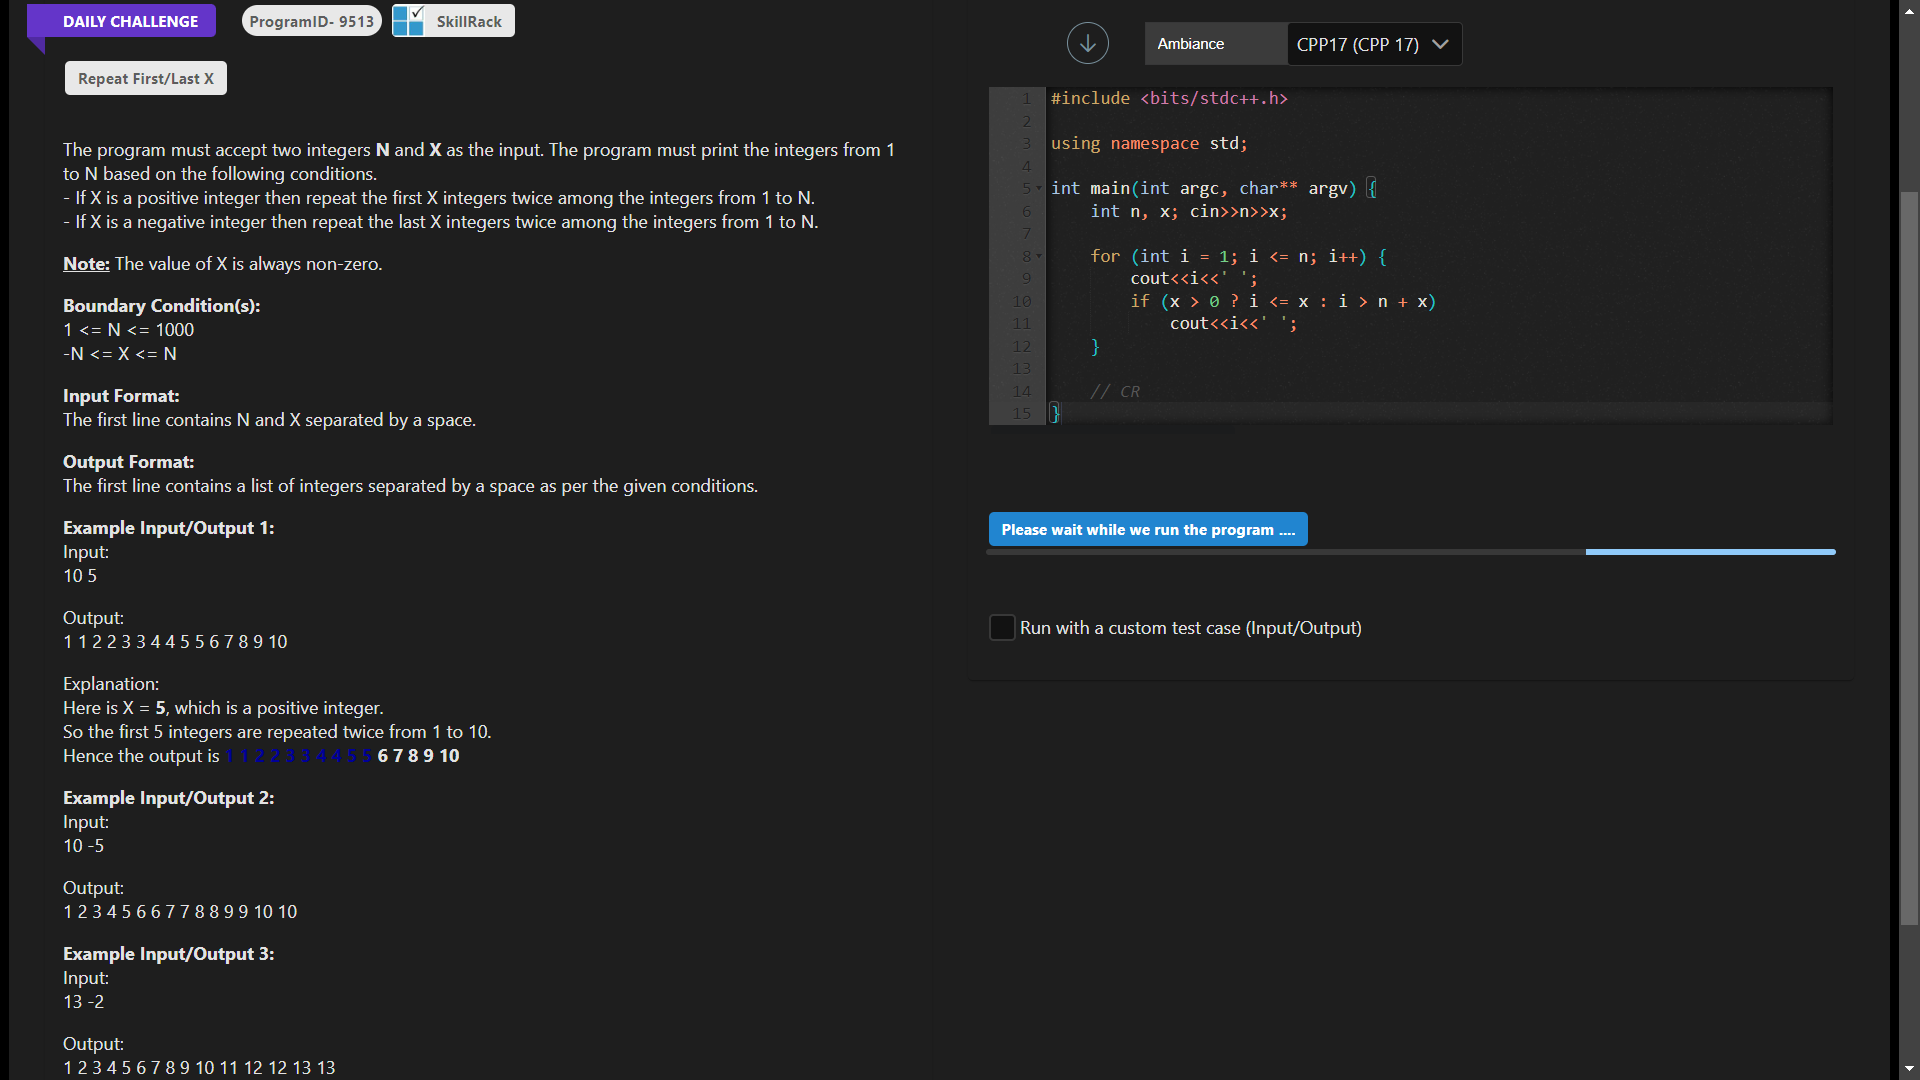 DAILY CHALLENGE
ProgramID- 9513
SkillRack
Repeat First/Last X
The program must accept two integers N and X as the input. The program must print the integers from 1
to N based on the following conditions.
- If X is a positive integer then repeat the first X integers twice among the integers from 1 to N.
- If X is a negative integer then repeat the last X integers twice among the integers from 1 to N.
Note: The value of X is always non-zero.
Boundary Condition(s):
1 <= N <= 1000
-N <= X <= N
Input Format:
The first line contains N and X separated by a space.
Output Format:
The first line contains a list of integers separated by a space as per the given conditions.
Example Input/Output 1:
Input:
10 5
Output:
1 1 2 2 3 3 4 4 5 5 6 7 8 9 10
Explanation:
Here is X = 5, which is a positive integer.
So the first 5 integers are repeated twice from 1 to 10.
Hence the output is 1 1 2 2 3 3 4 4 5 5 6 7 8 9 10
Example Input/Output 2:
Input:
10 -5
Output:
1 2 3 4 5 6 6 7 7 8 8 9 9 10 10
Example Input/Output 3:
Input:
13 -2
Output:
1 2 3 4 5 6 7 8 9 10 11 12 12 13 13
Ambiance
CPP17 (CPP 17)
1 #include <bits/stdc++.h>
2
3 using namespace std;
4
5 int main(int argc, char** argv) {
6     int n, x; cin>>n>>x;
7
8     for (int i = 1; i <= n; i++) {
9         cout<<i<<' ';
10         if (x > 0 ? i <= x : i > n + x)
11             cout<<i<<' ';
12     }
13
14     // CR
15 }
Please wait while we run the program ....
Run with a custom test case (Input/Output)